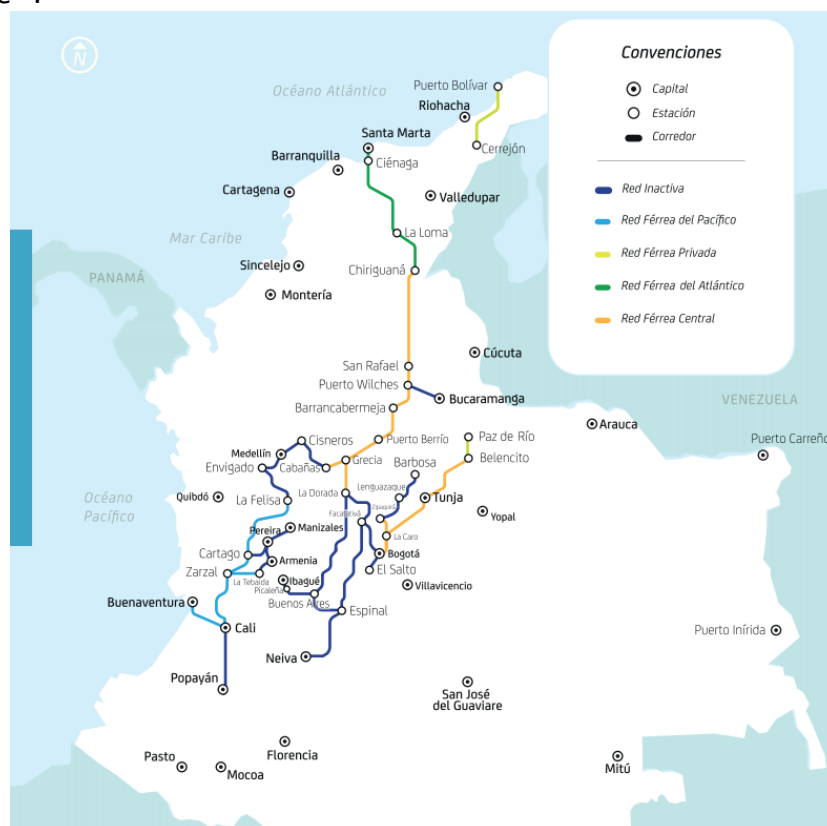 N
Océano Atlántico
Puerto Bolívar
Riohacha
Santa Marta
Cerrejón
Barranquilla
Ciénaga
Cartagena
Valledupar
La Loma
Mar Caribe
Sincelejo
Chiriguaná
PANAMÁ
Montería
Convenciones
Capital
Estación
Corredor
Red Inactiva
Red Férrea del Pacífico
Red Férrea Privada
Red Férrea del Atlántico
Red Férrea Central
San Rafael
Cúcuta
Puerto Wilches
Bucaramanga
VENEZUELA
Barrancabermeja
Arauca
Puerto Carreño
Cisneros
Puerto Berrío
Paz de Río
Medellín
Grecia
Barbosa
Belencito
Envigado
Cabañas
Lenguazaque
Océano
Pacífico
Quibdó
La Felisa
La Dorada
Tunja
Zipaquirá
Yopal
Facatativá
Manizales
Pereira
La Caro
Cartago
Armenia
Bogotá
Zarzal
La Tebaida
Ibagué
El Salto
Picaleña
Villavicencio
Buenaventura
Buenos Aires
Espinal
Cali
Puerto Inírida
Neiva
Popayán
San José
del Guaviare
Florencia
Pasto
Mocoa
Mitú